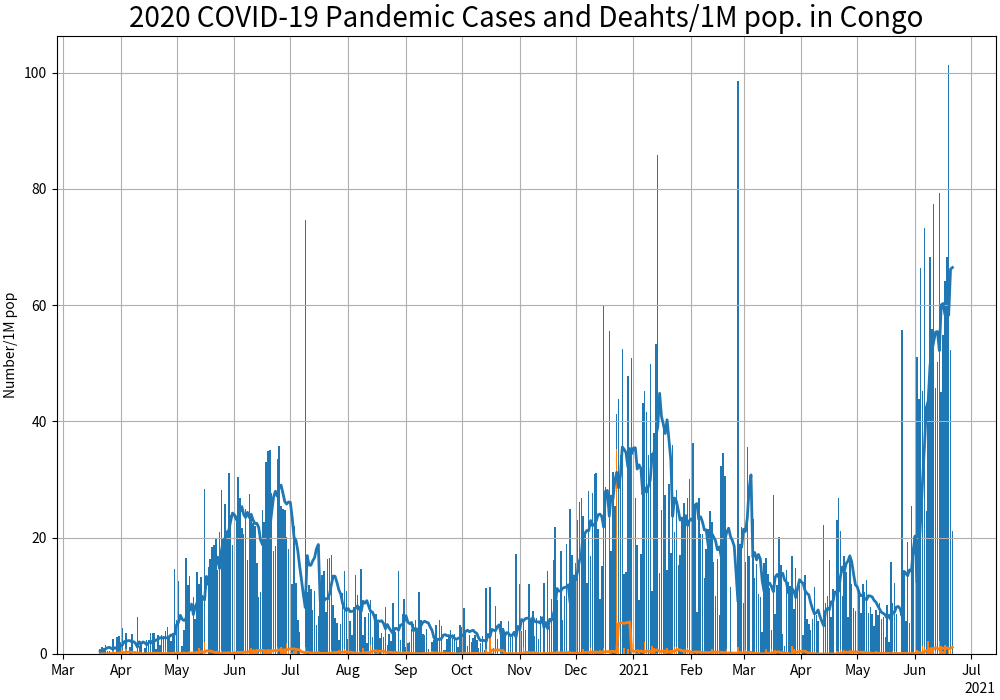 2020 COVID-19 Pandemic Cases and Deahts/1M pop. in Congo
Number/1M pop
100
80
60
40
20
0
Mar Apr May Jun Jul Aug Sep Oct Nov Dec 2021 Feb Mar Apr May Jun Jul
2021